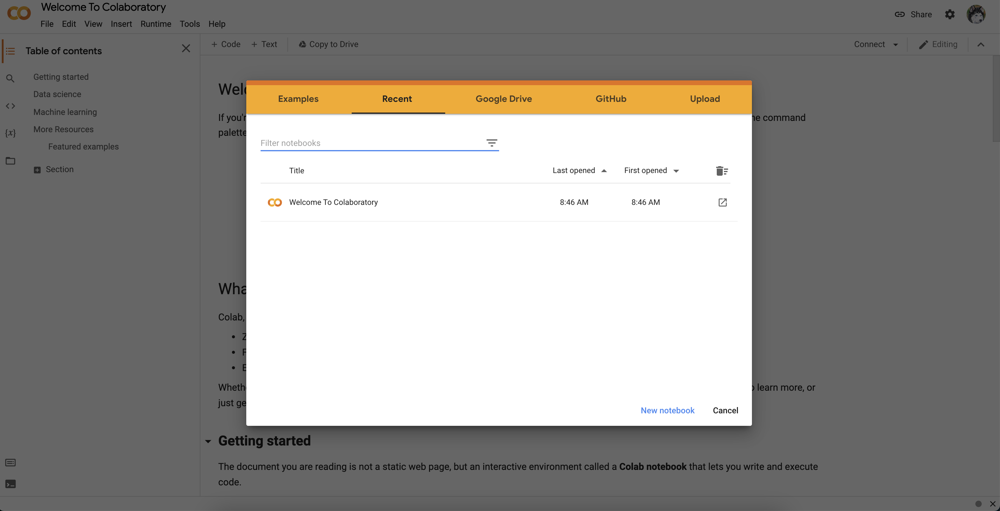 Welcome To Colaboratory
File Edit View Insert Runtime Tools Help
Share
Table of contents
Getting started
Data science
Machine learning
More Resources
Featured examples
Section
+ Code + Text Copy to Drive
Connect Editing
Examples Recent Google Drive GitHub Upload
If you'r
command
palette
Filter notebooks
Title Last opened First opened
Welcome To Colaboratory 8:46 AM 8:46 AM
Colab,
learn more, or
just ge
New notebook Cancel
Getting started
The document you are reading is not a static web page, but an interactive environment called a Colab notebook that lets you write and execute
code.